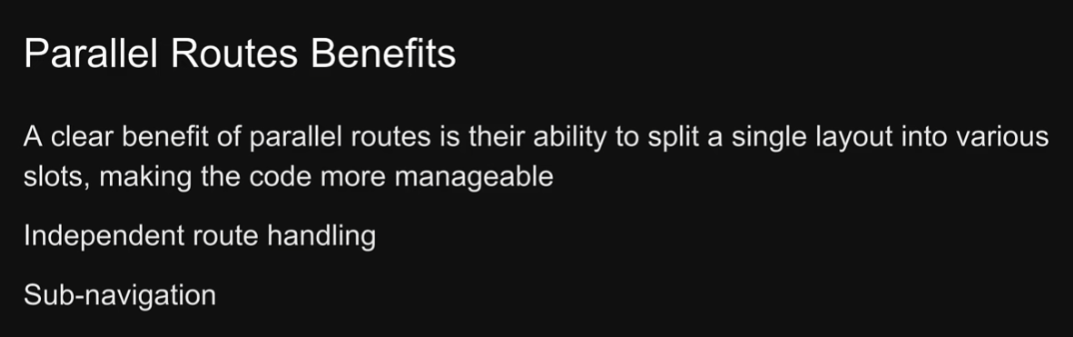 Parallel Routes Benefits
A clear benefit of parallel routes is their ability to split a single layout into various
slots, making the code more manageable
Independent route handling
Sub-navigation